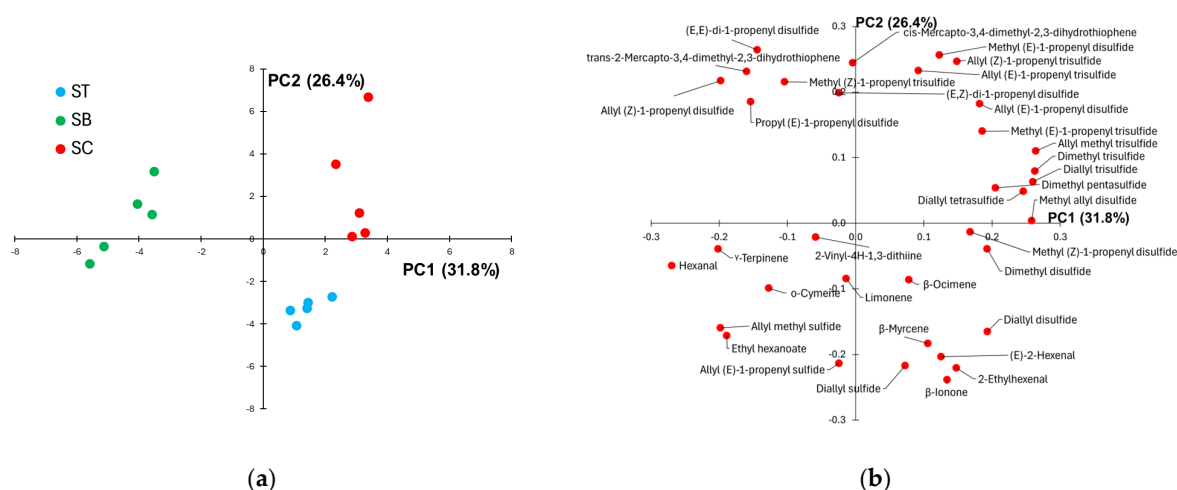 PC2 (26.4%)
ST
SB
SC
8
6
4
2
0
-2
-4
-6
-8
-8
-6
-4
-2
0
2
4
6
8
PC1 (31.8%)
(a)
PC2 (26.4%)
0.3
0.2
0.1
0.0
-0.1
-0.2
-0.3
-0.3
-0.2
-0.1
0.0
0.1
0.2
0.3
PC1 (31.8%)
(E,E)-di-1-propenyl disulfide
cis-Mercapto-3,4-dimethyl-2,3-dihydrothiophene
Methyl (E)-1-propenyl disulfide
trans-2-Mercapto-3,4-dimethyl-2,3-dihydrothiophene
Allyl (Z)-1-propenyl trisulfide
Allyl (E)-1-propenyl trisulfide
Methyl (Z)-1-propenyl trisulfide
(E,Z)-di-1-propenyl disulfide
Allyl (Z)-1-propenyl disulfide
Allyl (E)-1-propenyl disulfide
Propyl (E)-1-propenyl disulfide
Methyl (E)-1-propenyl trisulfide
Allyl methyl trisulfide
Dimethyl trisulfide
Diallyl trisulfide
Dimethyl pentasulfide
Diallyl tetrasulfide
Methyl allyl disulfide
Methyl (Z)-1-propenyl disulfide
2-Vinyl-4H-1,3-dithiine
γ-Terpinene
Hexanal
Dimethyl disulfide
β-Ocimene
o-Cymene
Limonene
Diallyl disulfide
Allyl methyl sulfide
β-Myrcene
Ethyl hexanoate
(E)-2-Hexenal
Allyl (E)-1-propenyl sulfide
2-Ethylhexenal
Diallyl sulfide
β-Ionone
(b)